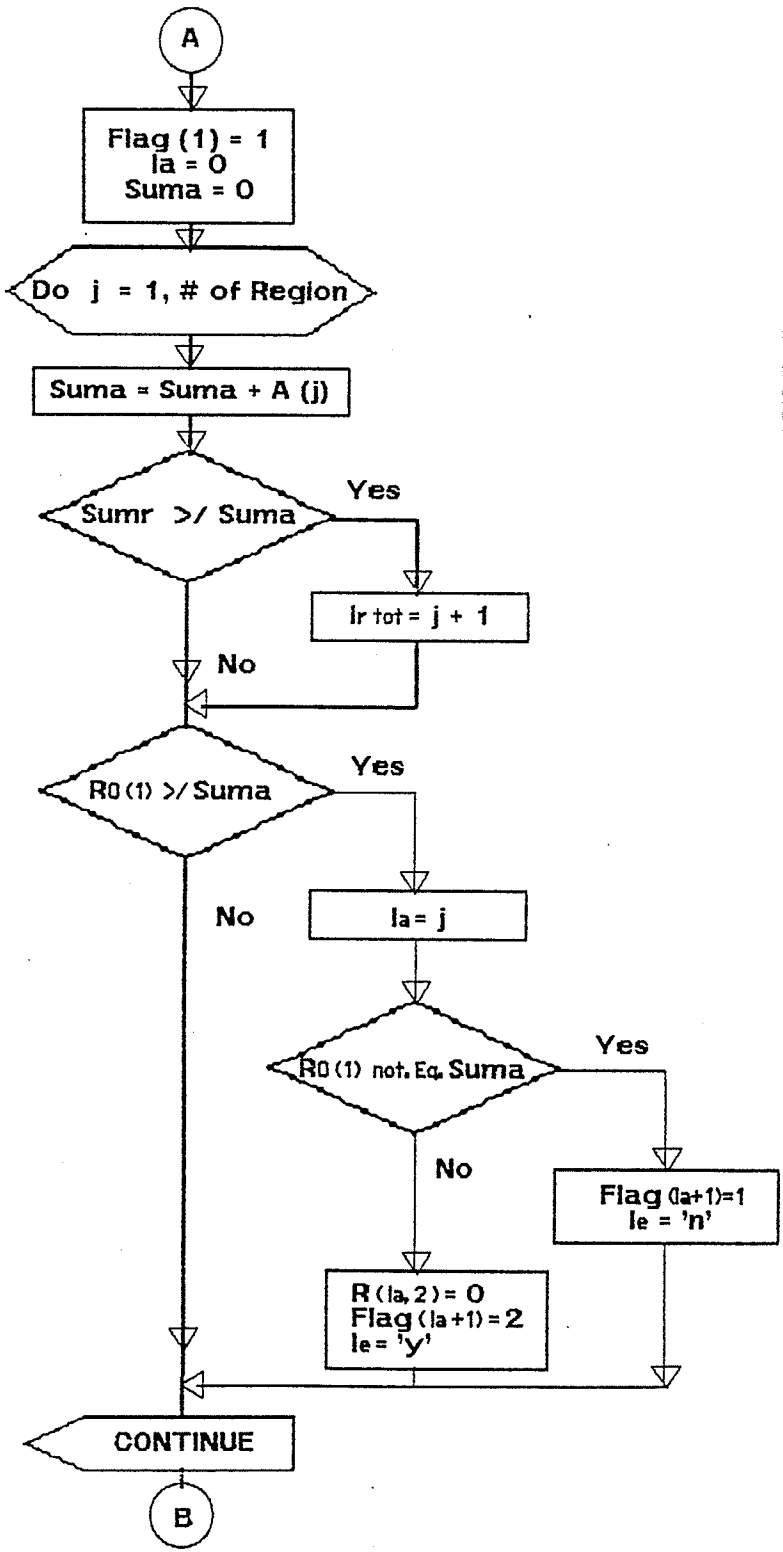 A
Flag (1) = 1
Ia = 0
Suma = 0
Do j = 1, # of Region
Suma = Suma + A (j)
Sumr >/ Suma
Yes
Ir tot = j + 1
No
R0 (1) >/ Suma
Yes
No
Ia = j
R0 (1) not. Eq. Suma
Yes
No
Flag (Ia+1)=1
Ie = 'n'
R (Ia, 2) = 0
Flag (Ia+1) = 2
Ie = 'y'
CONTINUE
B